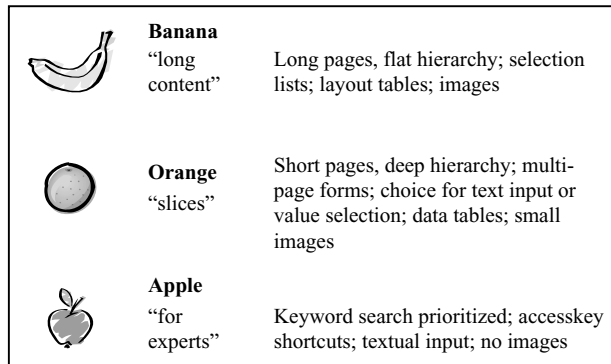 Banana
“long
content”
Long pages, flat hierarchy; selection
lists; layout tables; images
Orange
“slices”
Short pages, deep hierarchy; multi-
page forms; choice for text input or
value selection; data tables; small
images
Apple
“for
experts”
Keyword search prioritized; accesskey
shortcuts; textual input; no images